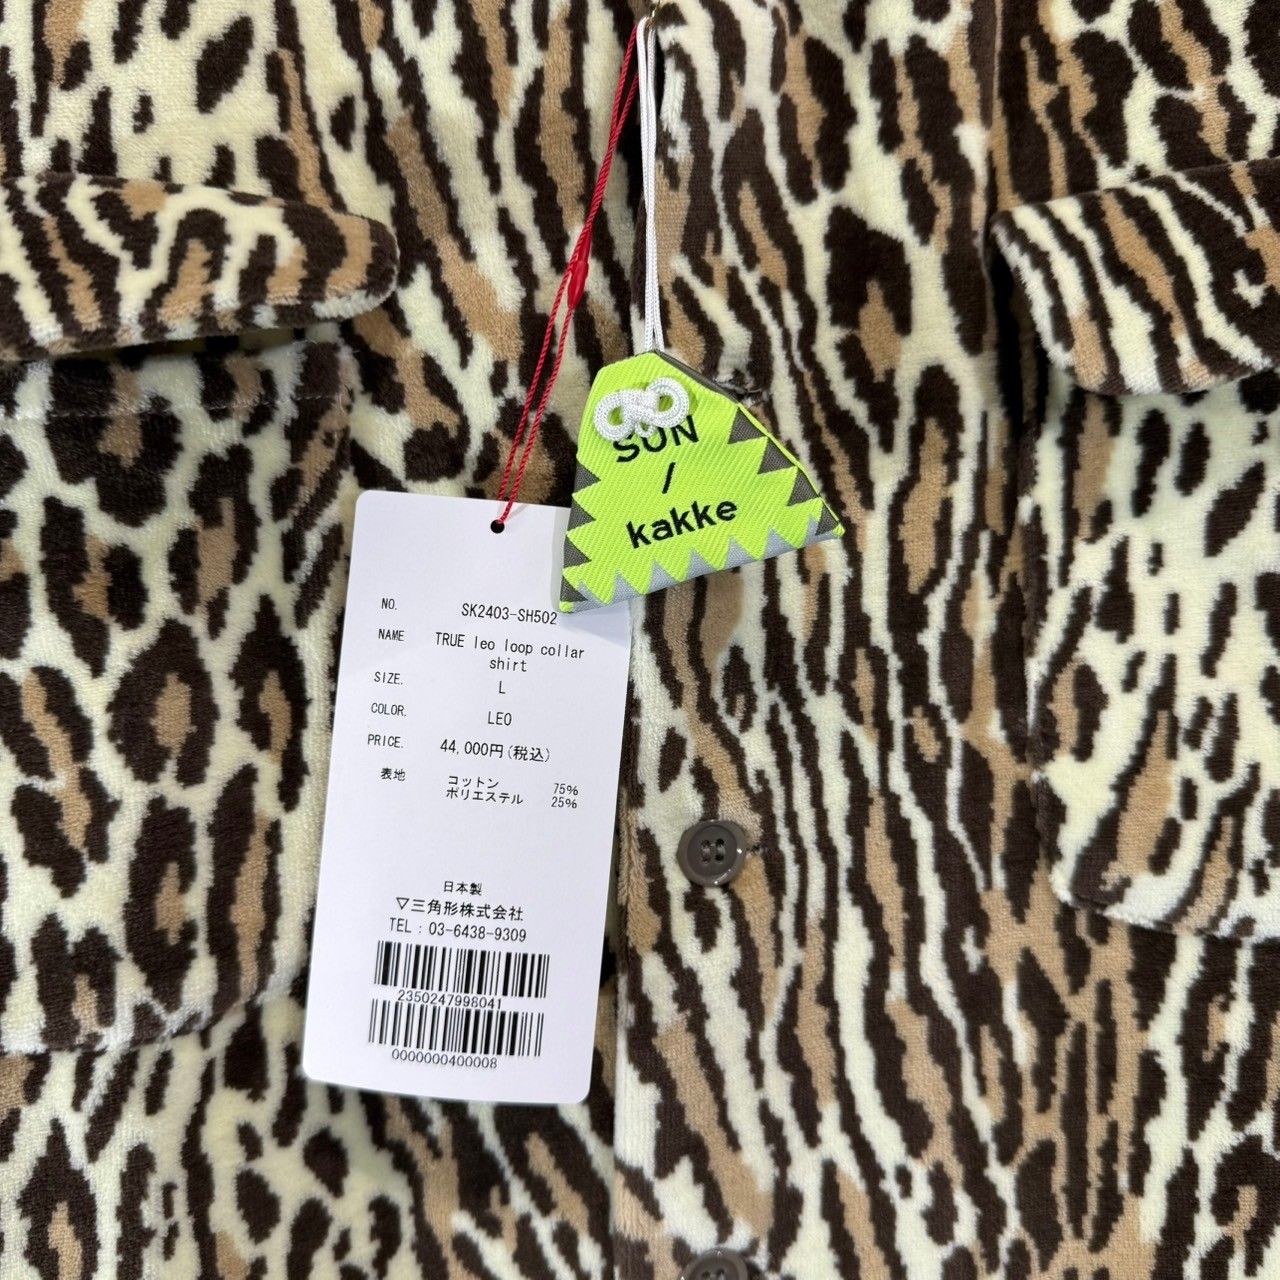 SUN
/
kakke
NO. SK2403-SH502
NAME TRUE leo loop collar
shirt
SIZE. L
COLOR. LEO
PRICE. 44,000円(税込)
表地 コットン 75%
ポリエステル 25%
日本製
▽三角形株式会社
TEL : 03-6438-9309
2350247998041
0000000400008